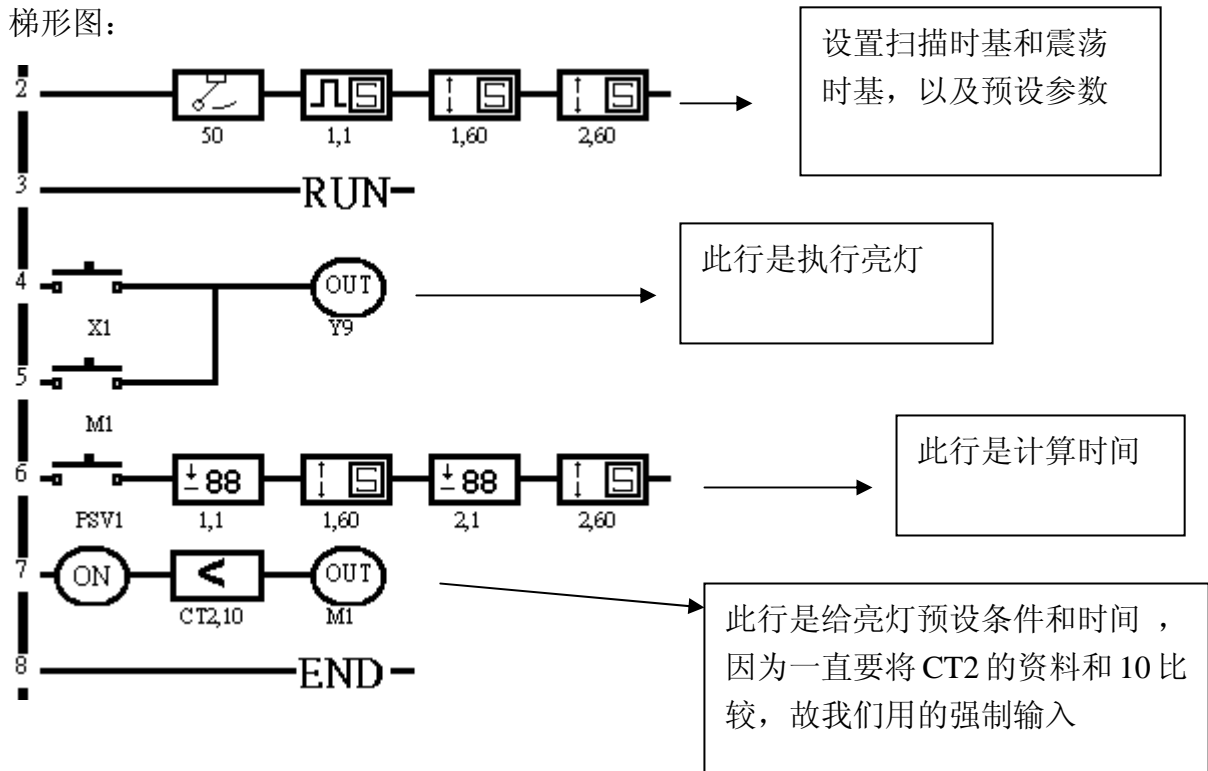 梯形图:
设置扫描时基和震荡
时基，以及预设参数
2
50 1,1 1,60 2,60
3 RUN
此行是执行亮灯
4 OUT
X1 Y9
5
M1
此行是计算时间
6 ±88 S ±88 S
PSV1 1,1 1,60 2,1 2,60
7 ON < OUT
CT2,10 M1
此行是给亮灯预设条件和时间 ，
因为一直要将 CT2 的资料和 10 比
较，故我们用的强制输入
8 END